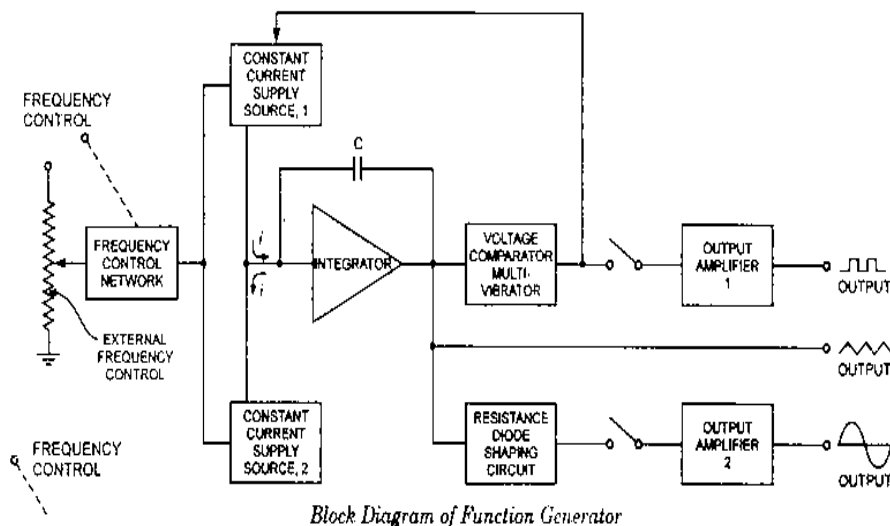 CONSTANT
CURRENT
SUPPLY
SOURCE, 1
FREQUENCY
CONTROL
C
FREQUENCY
CONTROL
NETWORK
i
i
INTEGRATOR
VOLTAGE
COMPARATOR
MULTI-
VIBRATOR
OUTPUT
AMPLIFIER
1
OUTPUT
EXTERNAL
FREQUENCY
CONTROL
OUTPUT
CONSTANT
CURRENT
SUPPLY
SOURCE, 2
RESISTANCE
DIODE
SHAPING
CIRCUIT
OUTPUT
AMPLIFIER
2
OUTPUT
FREQUENCY
CONTROL
Block Diagram of Function Generator